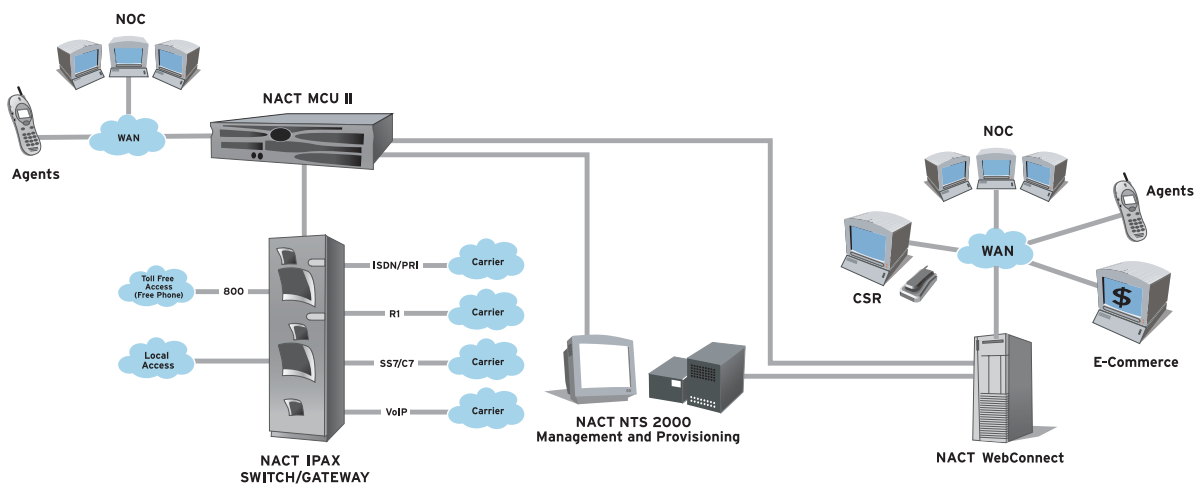 NOC
NACT MCU II
WAN
Agents
NOC
Agents
WAN
CSR
$
E-Commerce
Toll Free
Access
(Free Phone)
800
Local
Access
ISDN/PRI
Carrier
R1
Carrier
SS7/C7
Carrier
VoIP
Carrier
NACT IPAX
SWITCH/GATEWAY
NACT NTS 2000
Management and Provisioning
NACT WebConnect